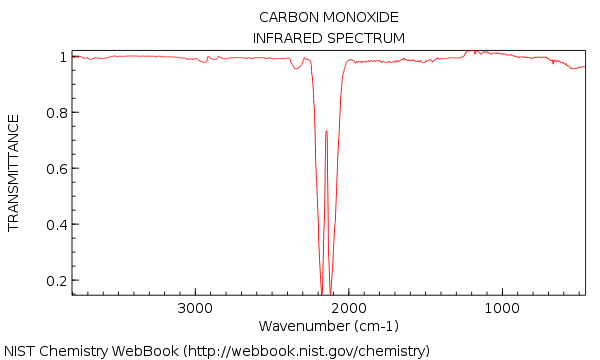 CARBON MONOXIDE
INFRARED SPECTRUM
TRANSMITTANCE
1
0.8
0.6
0.4
0.2
3000 2000 1000
Wavenumber (cm-1)
NIST Chemistry WebBook (http://webbook.nist.gov/chemistry)